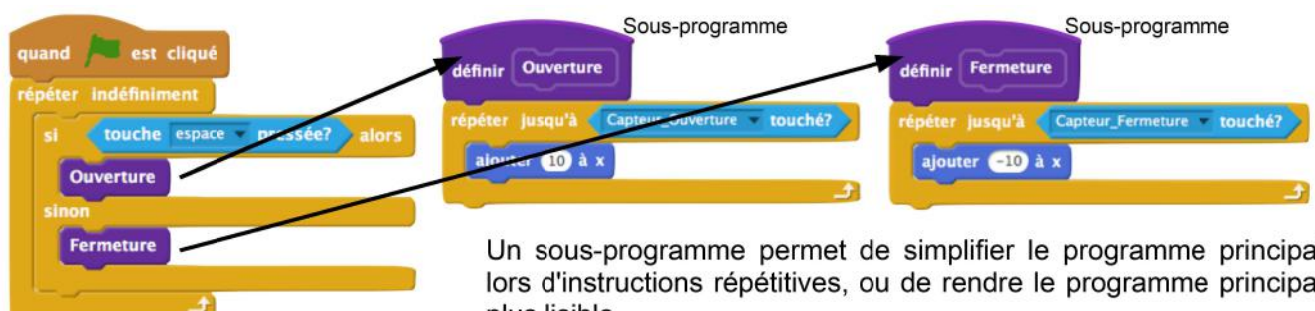 quand est cliqué
répéter indéfiniment
si touche espace pressée? alors
Ouverture
sinon
Fermeture
Sous-programme
définir Ouverture
répéter jusqu'à Capteur_Ouverture touché?
ajouter 10 à x
Sous-programme
définir Fermeture
répéter jusqu'à Capteur_Fermeture touché?
ajouter -10 à x
Un sous-programme permet de simplifier le programme principa
lors d'instructions répétitives, ou de rendre le programme principa
plus lisible